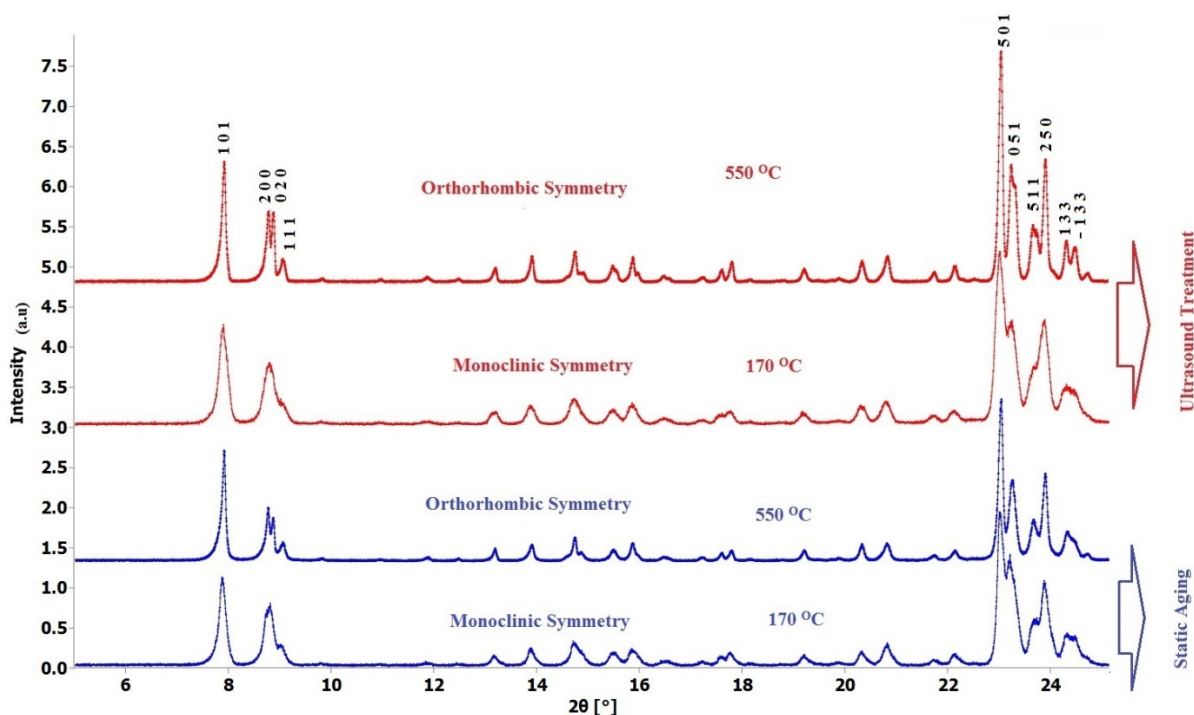 7.5
7.0
6.5
6.0
5.5
5.0
4.5
4.0
3.5
3.0
2.5
2.0
1.5
1.0
0.5
0.0
Intensity (a.u)
1 0 1
2 0 0
0 2 0
1 1 1
5 0 1
0 5 1
5 1 1
2 5 0
1 3 3
-1 3 3
Orthorhombic Symmetry 550 ᴼC
Monoclinic Symmetry 170 ᴼC
Ultrasound Treatment
Orthorhombic Symmetry 550 ᴼC
Monoclinic Symmetry 170 ᴼC
Static Aging
6 8 10 12 14 16 18 20 22 24
2θ [°]